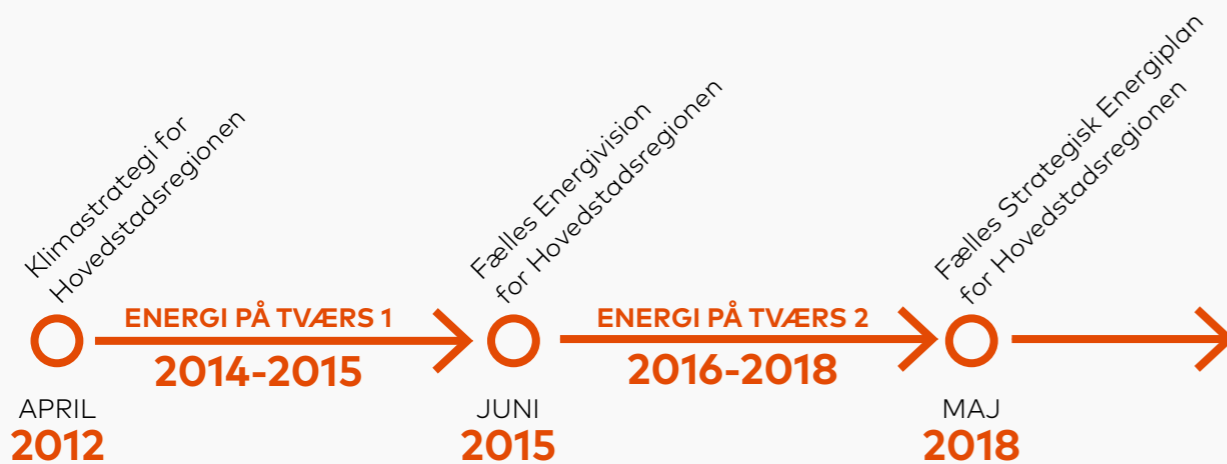 Klimastrategi for
Hovedstadsregionen
APRIL
2012
ENERGI PÅ TVÆRS 1
2014-2015
Fælles Energivision
for Hovedstadsregionen
JUNI
2015
ENERGI PÅ TVÆRS 2
2016-2018
Fælles Strategisk Energiplan
for Hovedstadsregionen
MAJ
2018